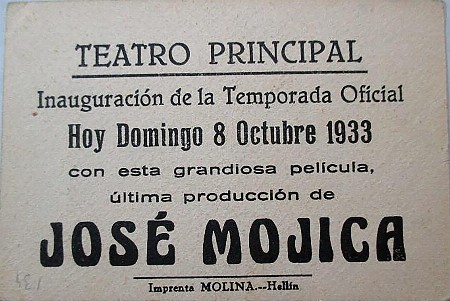 TEATRO PRINCIPAL
Inauguración de la Temporada Oficial
Hoy Domingo 8 Octubre 1933
con esta grandiosa película,
última producción de
JOSÉ MOJICA
Imprenta MOLINA.--Hellín